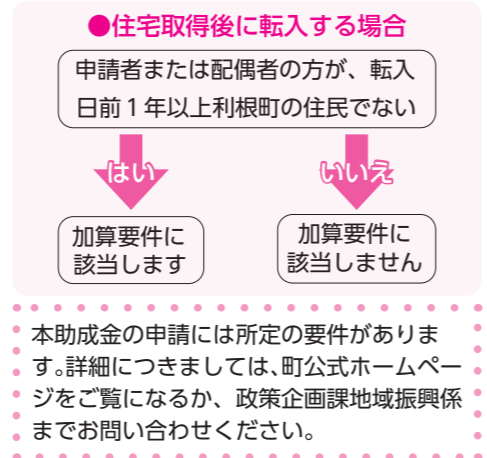 ●住宅取得後に転入する場合
申請者または配偶者の方が、転入
日前１年以上利根町の住民でない
はい
いいえ
加算要件に
該当します
加算要件に
該当しません
本助成金の申請には所定の要件がありま
す。詳細につきましては、町公式ホームペー
ジをご覧になるか、政策企画課地域振興係
までお問い合わせください。